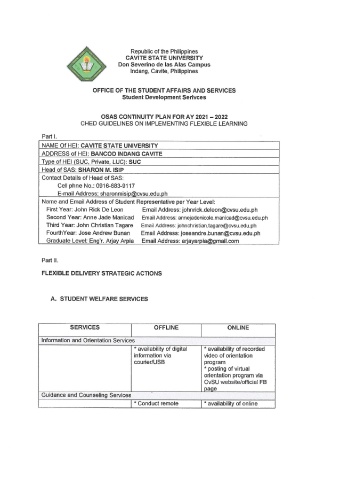 Republic of the Philippines
CAVITE STATE UNIVERSITY
Don Severino de las Alas Campus
Indang, Cavite, Philippines
OFFICE OF THE STUDENT AFFAIRS AND SERVICES
Student Development Serivces
OSAS CONTINUITY PLAN FOR AY 2021 – 2022
CHED GUIDELINES ON IMPLEMENTING FLEXIBLE LEARNING
Part I.
NAME Of HEI: CAVITE STATE UNIVERSITY
ADDRESS of HEI: BANCOD INDANG CAVITE
Type of HEI (SUC, Private, LUC): SUC
Head of SAS: SHARON M. ISIP
Contact Details of Head of SAS:
Cell phne No.: 0916-683-9117
E-mail Address: sharonmisip@cvsu.edu.ph
Name and Email Address of Student Representative per Year Level:
First Year: John Rick De Leon Email Address: johnrick.deleon@cvsu.edu.ph
Second Year: Anne Jade Manicad Email Address: annejadenicole.manicad@cvsu.edu.ph
Third Year: John Christian Tagare Email Address: johnchristian.tagare@cvsu.edu.ph
FourthYear: Jose Andrew Bunan Email Address: joseandre.bunan@cvsu.edu.ph
Graduate Level: Eng'r. Arjay Arpia Email Address: arjayarpia@gmail.com
Part II.
FLEXIBLE DELIVERY STRATEGIC ACTIONS
A. STUDENT WELFARE SERVICES
SERVICES OFFLINE ONLINE
Information and Orientation Services
* availability of digital information via courier/USB
* availability of recorded video of orientation program
* posting of virtual orientation program via CvSU website/official FB page
Guidance and Counseling Services
* Conduct remote * availability of online